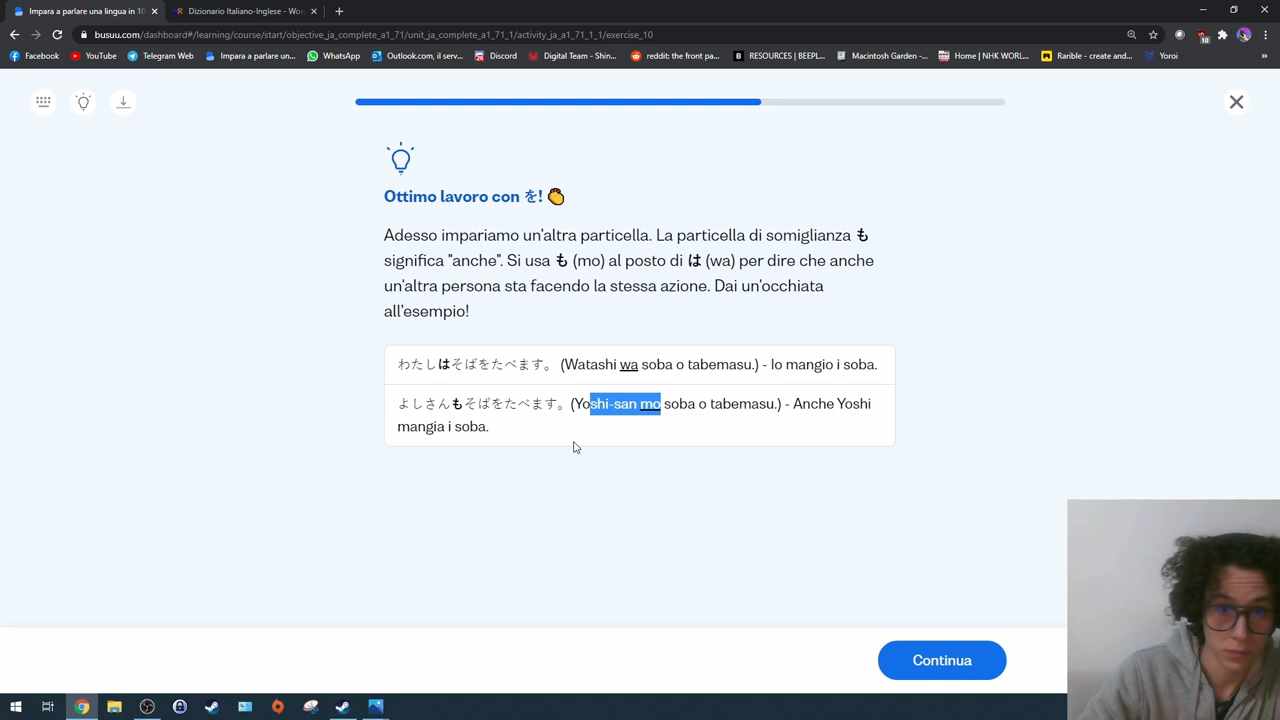 Impara a parlare una lingua in 10
Dizionario Italiano-Inglese - Wor
busuu.com/dashboard#/learning/course/start/objective_ja_complete_a1_71/unit_ja_complete_a1_71_1/activity_ja_a1_71_1_1/exercise_10
10
Facebook
YouTube
Telegram Web
Impara a parlare un...
WhatsApp
Outlook.com, il serv...
Discord
Digital Team - Shin...
reddit: the front pa...
RESOURCES | BEEPL...
Macintosh Garden -...
Home | NHK WORL...
Rarible - create and...
Yoroi
»
Ottimo lavoro con を! 👏
Adesso impariamo un'altra particella. La particella di somiglianza も
significa "anche". Si usa も (mo) al posto di は (wa) per dire che anche
un'altra persona sta facendo la stessa azione. Dai un'occhiata
all'esempio!
わたしはそばをたべます。 (Watashi wa soba o tabemasu.) - Io mangio i soba.
よしさんもそばをたべます。(Yoshi-san mo soba o tabemasu.) - Anche Yoshi
mangia i soba.
Continua